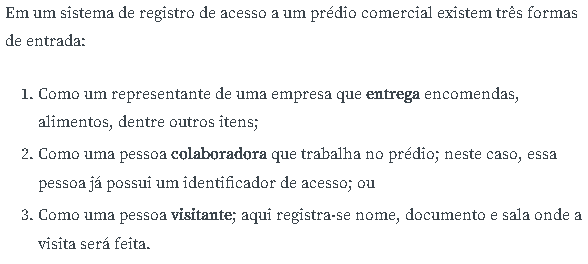 Em um sistema de registro de acesso a um prédio comercial existem três formas
de entrada:
1. Como um representante de uma empresa que entrega encomendas,
alimentos, dentre outros itens;
2. Como uma pessoa colaboradora que trabalha no prédio; neste caso, essa
pessoa já possui um identificador de acesso; ou
3. Como uma pessoa visitante; aqui registra-se nome, documento e sala onde a
visita será feita.